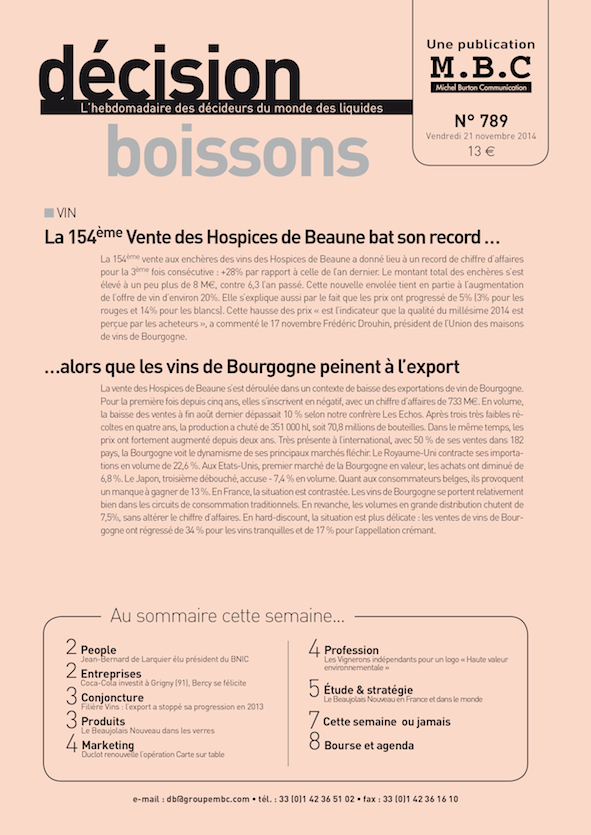 décision
L'hebdomadaire des décideurs du monde des liquides
boissons
Une publication
M.B.C
Michel Burton Communication
N° 789
Vendredi 21 novembre 2014
13 €
VIN
La 154ème Vente des Hospices de Beaune bat son record ...
La 154ème vente aux enchères des vins des Hospices de Beaune a donné lieu à un record de chiffre d'affaires
pour la 3ème fois consécutive : +28% par rapport à celle de l'an dernier. Le montant total des enchères s'est
élevé à un peu plus de 8 M€, contre 6,3 l'an passé. Cette nouvelle envolée tient en partie à l'augmentation
de l'offre de vin d'environ 20%. Elle s'explique aussi par le fait que les prix ont progressé de 5% (3% pour les
rouges et 14% pour les blancs). Cette hausse des prix « est l'indicateur que la qualité du millésime 2014 est
perçue par les acheteurs », a commenté le 17 novembre Frédéric Drouhin, président de l'Union des maisons
de vins de Bourgogne.
...alors que les vins de Bourgogne peinent à l'export
La vente des Hospices de Beaune s'est déroulée dans un contexte de baisse des exportations de vin de Bourgogne.
Pour la première fois depuis cinq ans, elles s'inscrivent en négatif, avec un chiffre d'affaires de 733 M€. En volume,
la baisse des ventes à fin août dernier dépassait 10 % selon notre confrère Les Echos. Après trois très faibles ré-
coltes en quatre ans, la production a chuté de 351 000 hl, soit 70,8 millions de bouteilles. Dans le même temps, les
prix ont fortement augmenté depuis deux ans. Très présente à l'international, avec 50 % de ses ventes dans 182
pays, la Bourgogne voit le dynamisme de ses principaux marchés fléchir. Le Royaume-Uni contracte ses importa-
tions en volume de 22,6 %. Aux Etats-Unis, premier marché de la Bourgogne en valeur, les achats ont diminué de
6,8 %. Le Japon, troisième débouché, accuse - 7,4 % en volume. Quant aux consommateurs belges, ils provoquent
un manque à gagner de 13 %. En France, la situation est contrastée. Les vins de Bourgogne se portent relativement
bien dans les circuits de consommation traditionnels. En revanche, les volumes en grande distribution chutent de
7,5%, sans altérer le chiffre d'affaires. En hard-discount, la situation est plus délicate : les ventes de vins de Bour-
gogne ont régressé de 34 % pour les vins tranquilles et de 17 % pour l'appellation crémant.
Au sommaire cette semaine...
2 People
Jean-Bernard de Larquier élu président du BNIC
2 Entreprises
Coca-Cola investit à Grigny (91), Bercy se félicite
3 Conjoncture
Filière Vins : l'export a stoppé sa progression en 2013
3 Produits
Le Beaujolais Nouveau dans les verres
4 Marketing
Duclot renouvelle l'opération Carte sur table
4 Profession
Les Vignerons indépendants pour un logo « Haute valeur
environnementale »
5 Étude & stratégie
Le Beaujolais Nouveau en France et dans le monde
7 Cette semaine ou jamais
8 Bourse et agenda
e-mail : db@groupembc.com • tél. : 33 (0)1 42 36 51 02 • fax : 33 (0)1 42 36 16 10